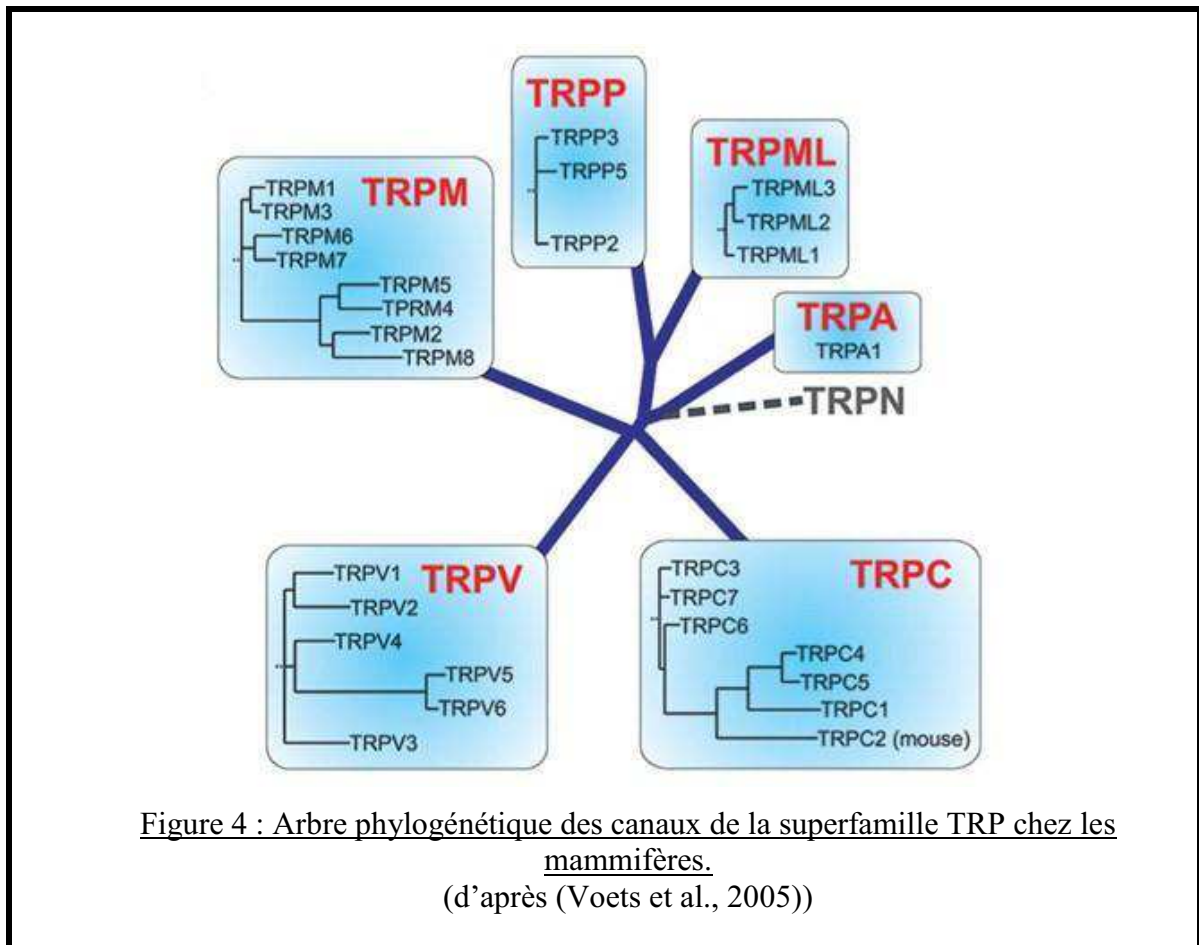 TRPP
TRPP3
TRPP5
TRPP2
TRPML
TRPML3
TRPML2
TRPML1
TRPM
TRPM1
TRPM3
TRPM6
TRPM7
TRPM5
TPRM4
TRPM2
TRPM8
TRPA
TRPA1
TRPN
TRPV
TRPV1
TRPV2
TRPV4
TRPV5
TRPV6
TRPV3
TRPC
TRPC3
TRPC7
TRPC6
TRPC4
TRPC5
TRPC1
TRPC2 (mouse)
Figure 4 : Arbre phylogénétique des canaux de la superfamille TRP chez les
mammifères.
(d'après (Voets et al., 2005))